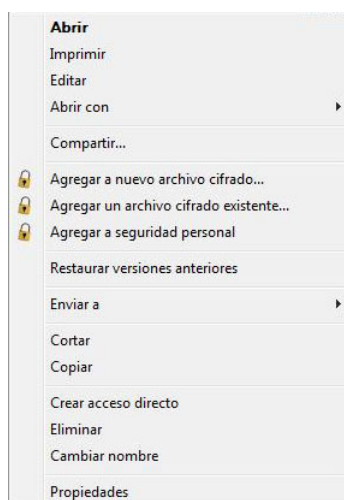 Abrir
Imprimir
Editar
Abrir con
Compartir...
Agregar a nuevo archivo cifrado...
Agregar un archivo cifrado existente...
Agregar a seguridad personal
Restaurar versiones anteriores
Enviar a
Cortar
Copiar
Crear acceso directo
Eliminar
Cambiar nombre
Propiedades